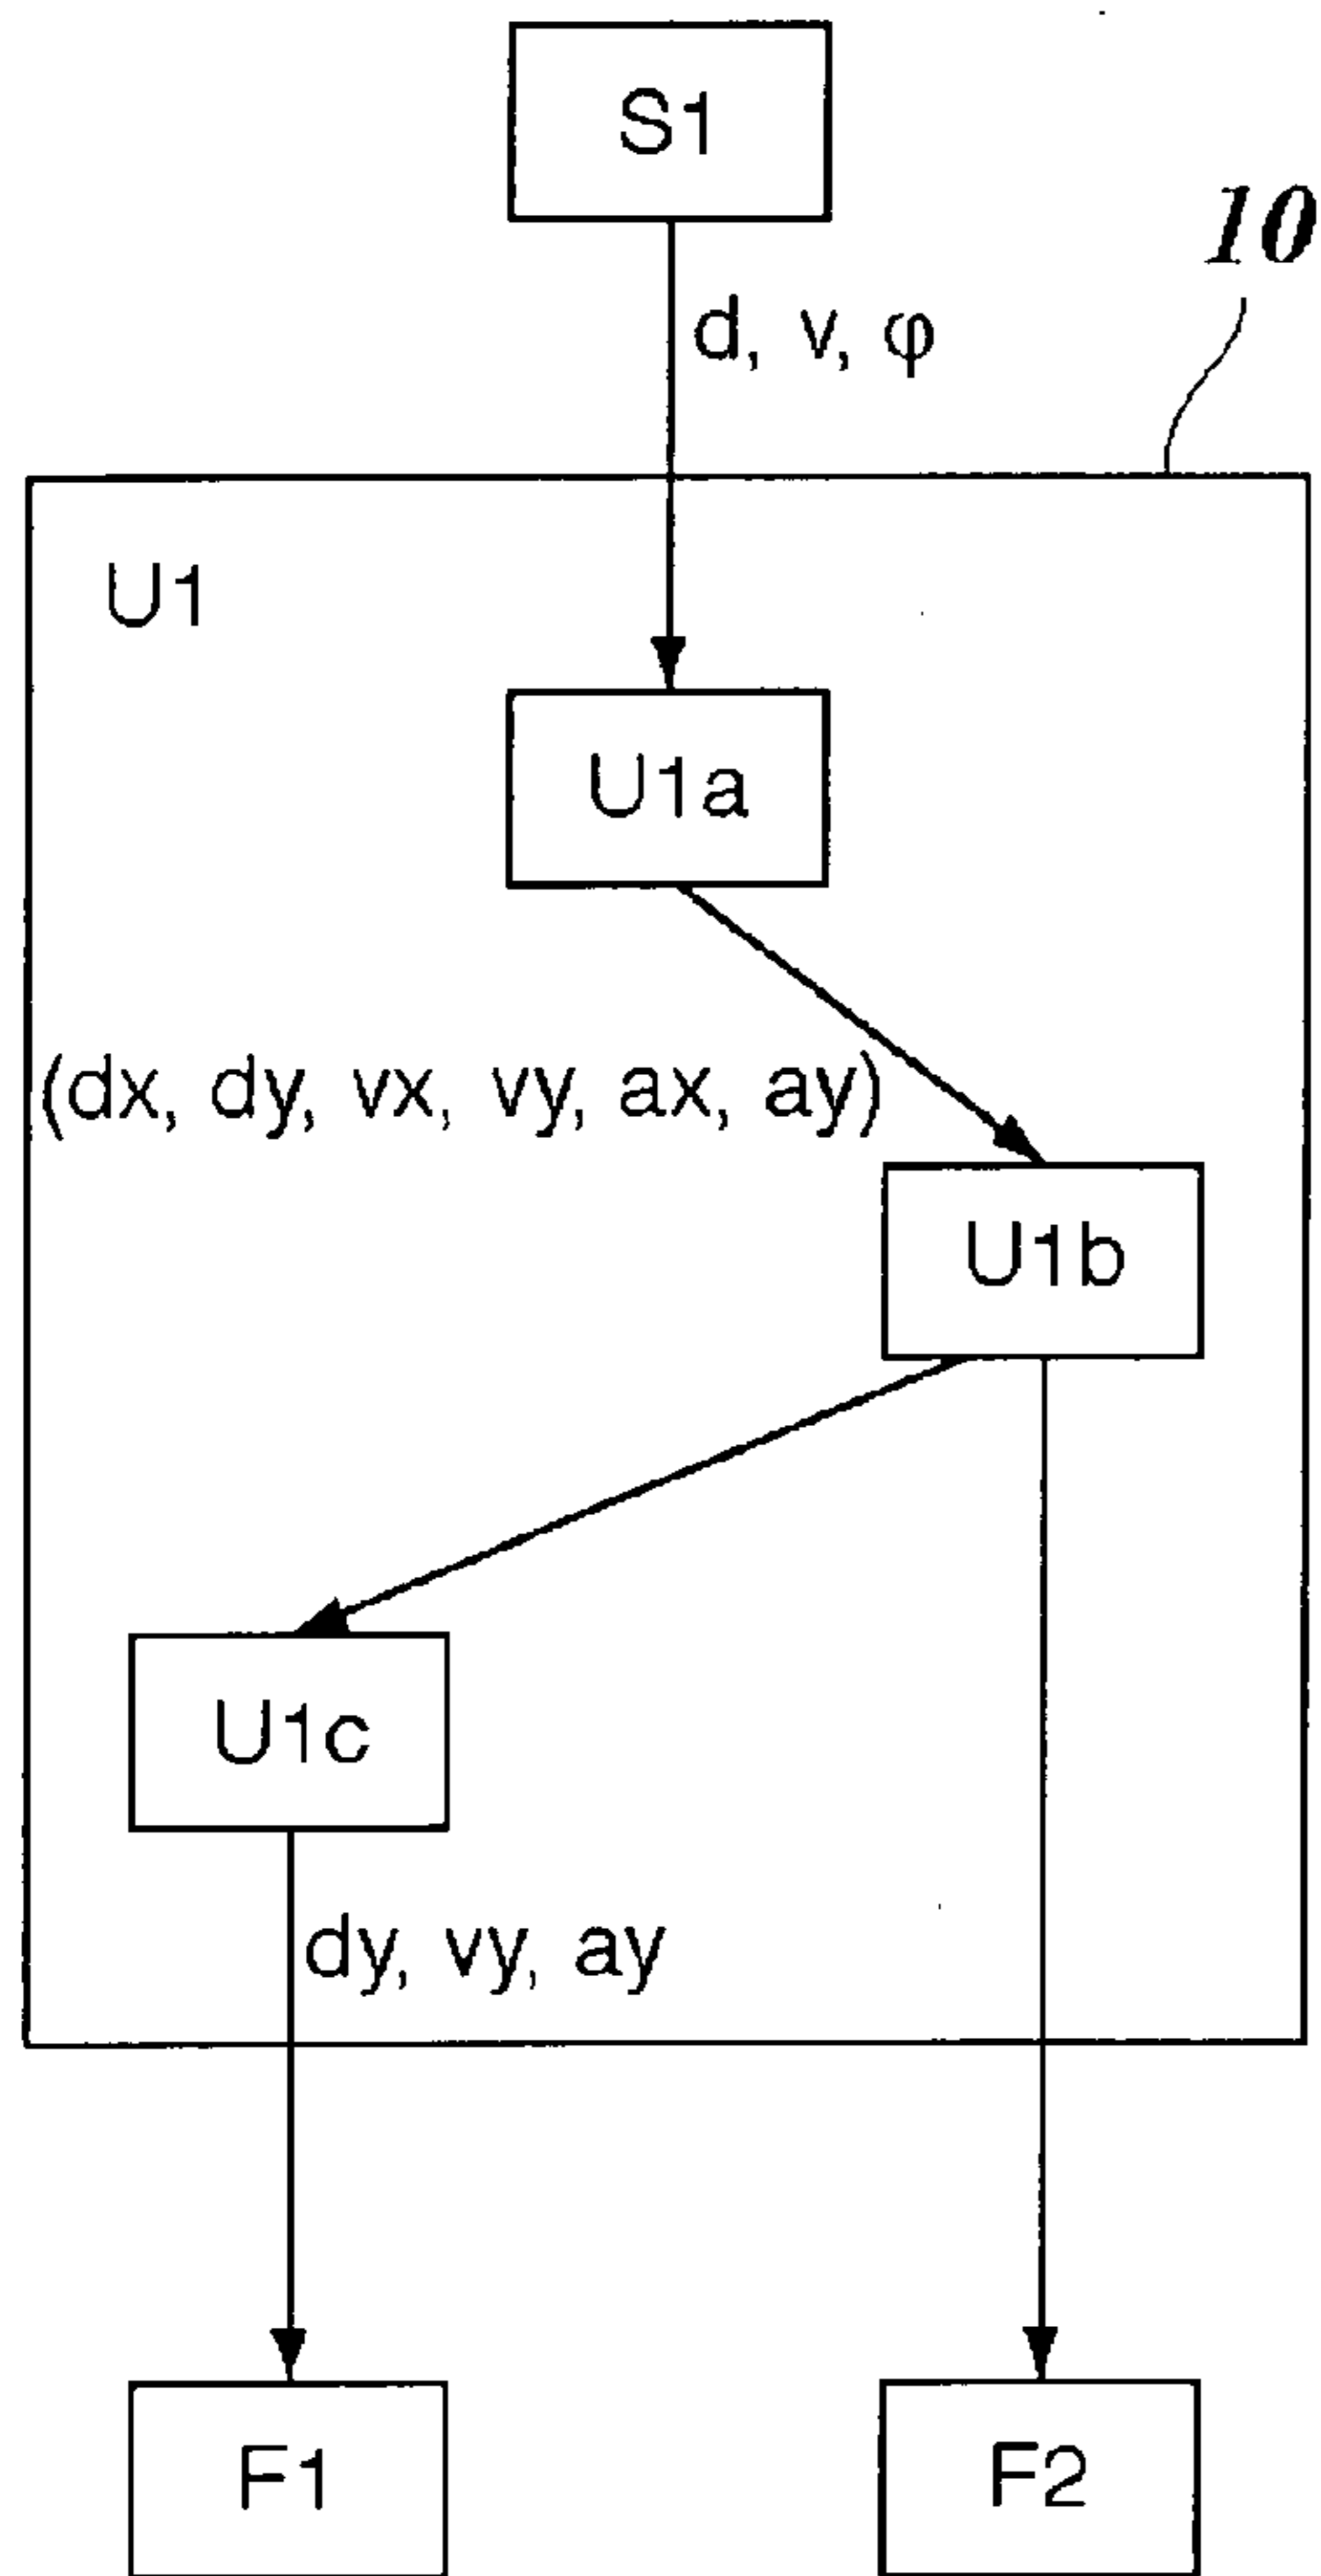 S1
10
d, v, φ
U1
U1a
(dx, dy, vx, vy, ax, ay)
U1b
U1c
dy, vy, ay
F1
F2